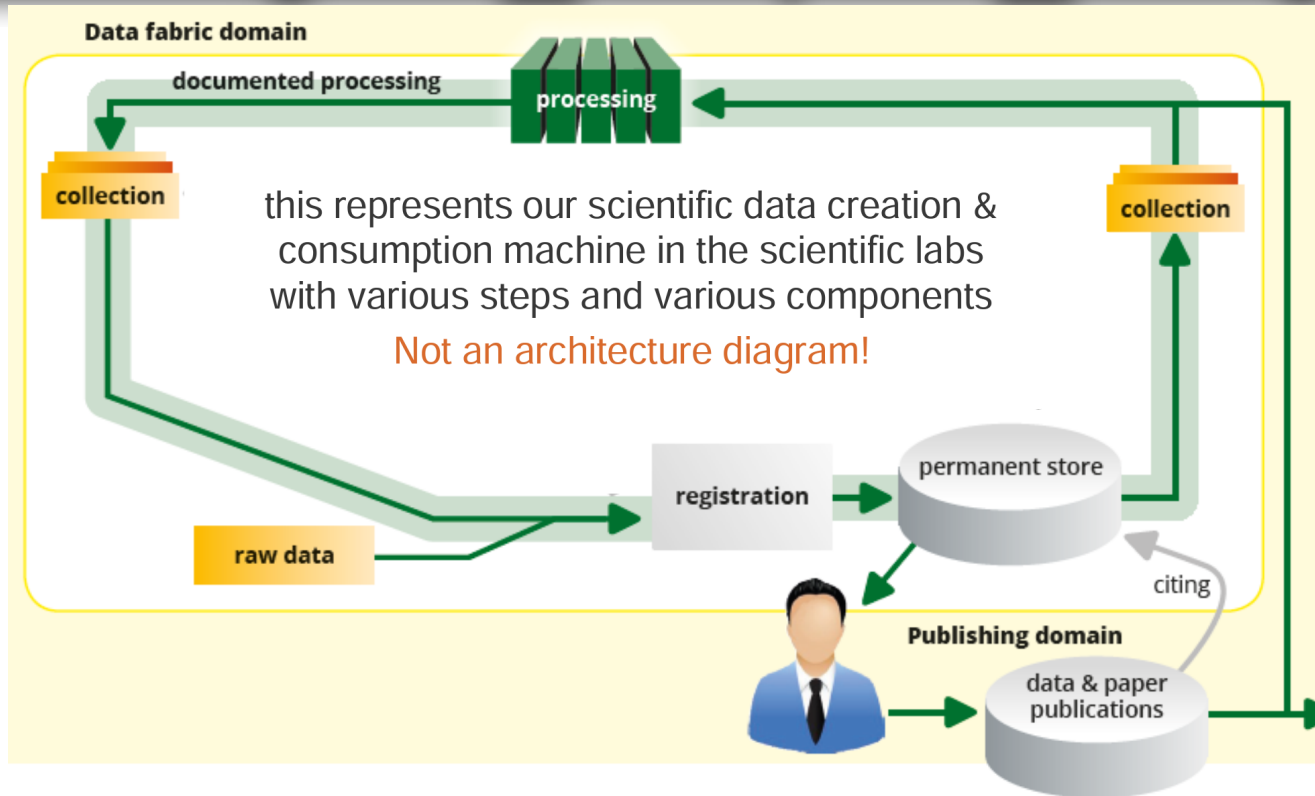 Data fabric domain
documented processing
processing
collection
collection
this represents our scientific data creation &
consumption machine in the scientific labs
with various steps and various components
Not an architecture diagram!
permanent store
registration
raw data
citing
Publishing domain
data & paper
publications